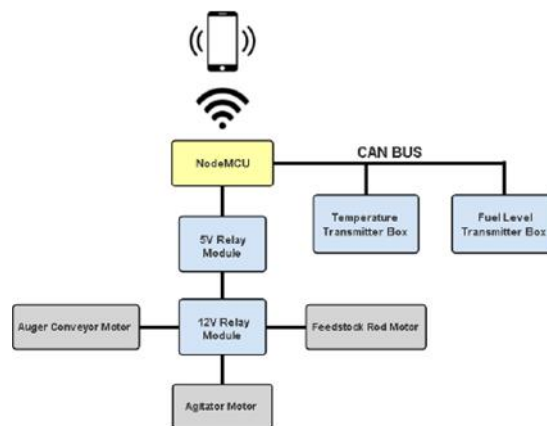 NodeMCU
CAN BUS
Temperature
Transmitter Box
Fuel Level
Transmitter Box
5V Relay
Module
Auger Conveyor Motor
12V Relay
Module
Feedstock Rod Motor
Agitator Motor